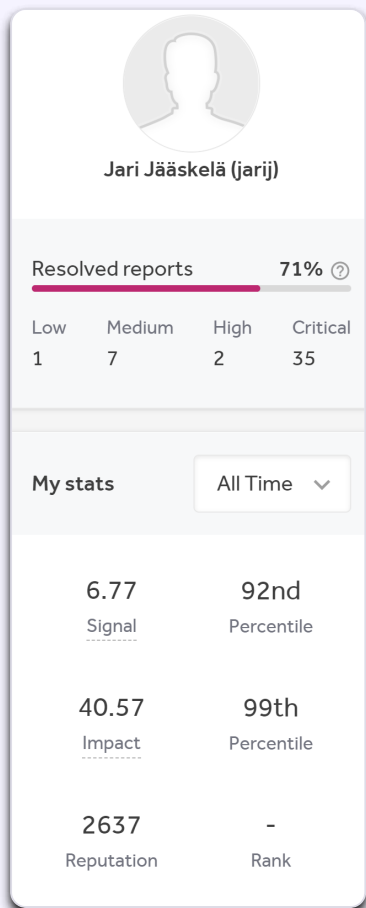 Jari Jääskelä (jarij)
Resolved reports 71% ?
Low Medium High Critical
1 7 2 35
My stats All Time
6.77 92nd
Signal Percentile
40.57 99th
Impact Percentile
2637 -
Reputation Rank